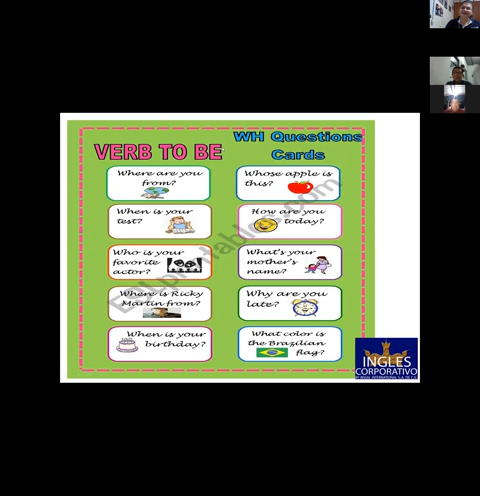 VERB TO BE
WH Questions
Cards
Where are you
from?
Whose apple is
this?
When is your
test?
How are you
today?
Who is your
favorite
actor?
What's your
mother's
name?
Where is Ricky
Martin from?
Why are you
late?
When is your
birthday?
What color is
the Brazilian
flag?
ESLprintables.com
INGLES
CORPORATIVO